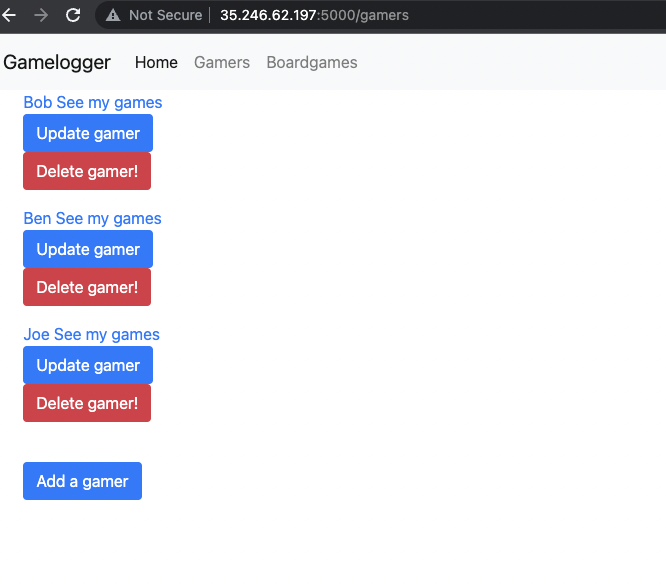 Not Secure | 35.246.62.197:5000/gamers
Gamelogger Home Gamers Boardgames
Bob See my games
Update gamer
Delete gamer!
Ben See my games
Update gamer
Delete gamer!
Joe See my games
Update gamer
Delete gamer!
Add a gamer